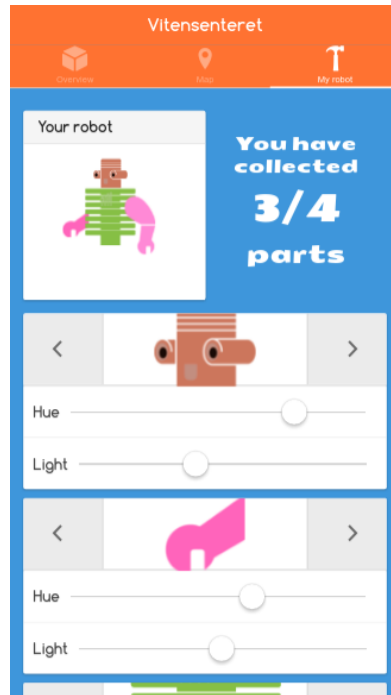 Vitensenteret
Overview
Map
My robot
Your robot
You have
collected
3/4
parts
Hue
Light
Hue
Light